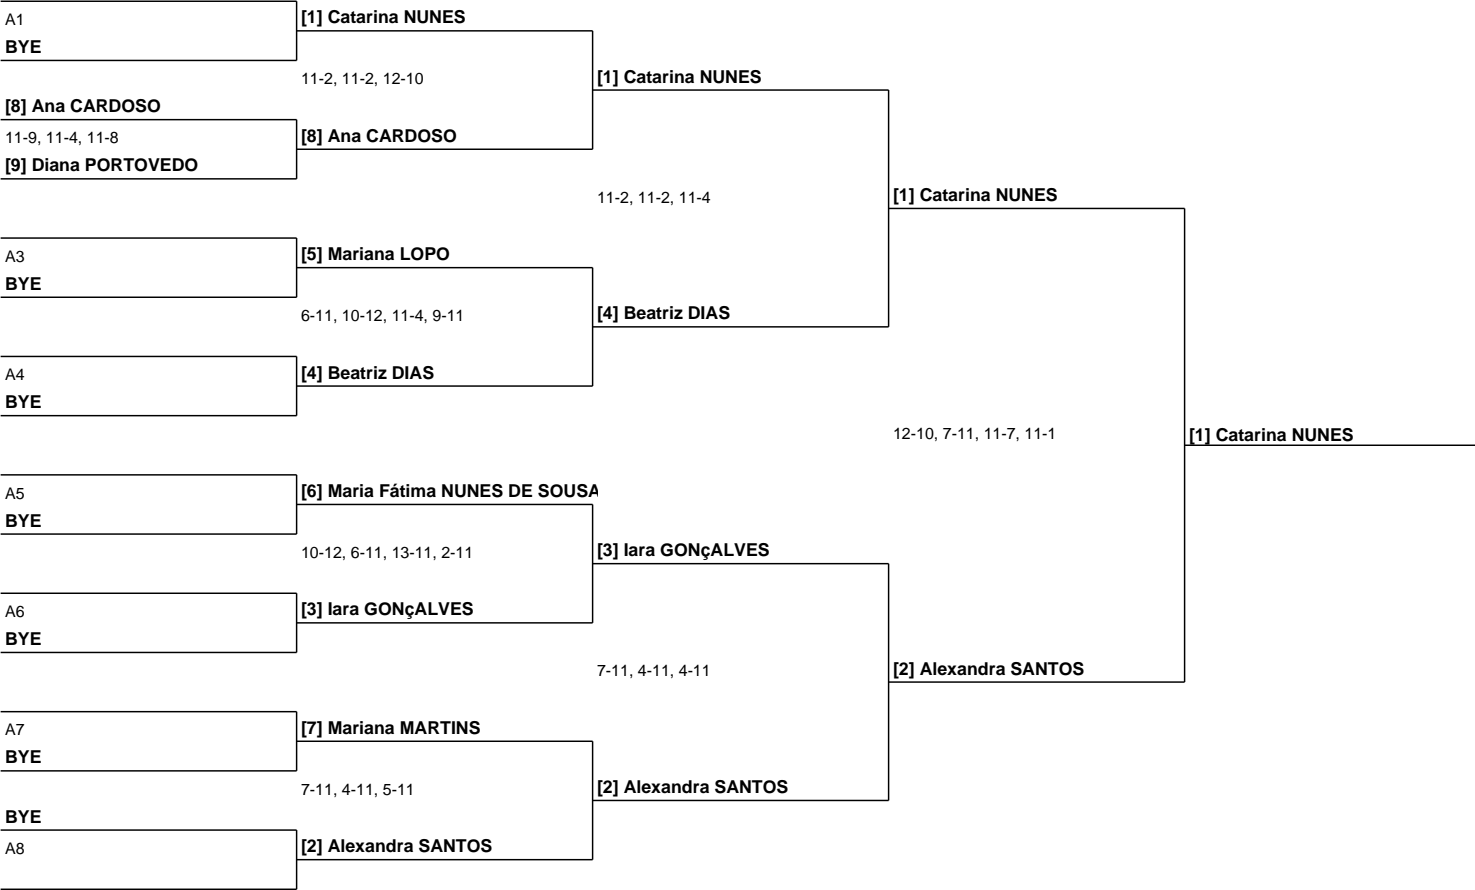 A1
BYE
[8] Ana CARDOSO
11-9, 11-4, 11-8
[9] Diana PORTOVEDO
A3
BYE
A4
BYE
A5
BYE
A6
BYE
A7
BYE
BYE
A8
[1] Catarina NUNES
11-2, 11-2, 12-10
[8] Ana CARDOSO
[5] Mariana LOPO
6-11, 10-12, 11-4, 9-11
[4] Beatriz DIAS
[6] Maria Fátima NUNES DE SOUSA
10-12, 6-11, 13-11, 2-11
[3] Iara GONçALVES
[7] Mariana MARTINS
7-11, 4-11, 5-11
[2] Alexandra SANTOS
[1] Catarina NUNES
11-2, 11-2, 11-4
[4] Beatriz DIAS
[3] Iara GONçALVES
7-11, 4-11, 4-11
[2] Alexandra SANTOS
[1] Catarina NUNES
12-10, 7-11, 11-7, 11-1
[2] Alexandra SANTOS
[1] Catarina NUNES